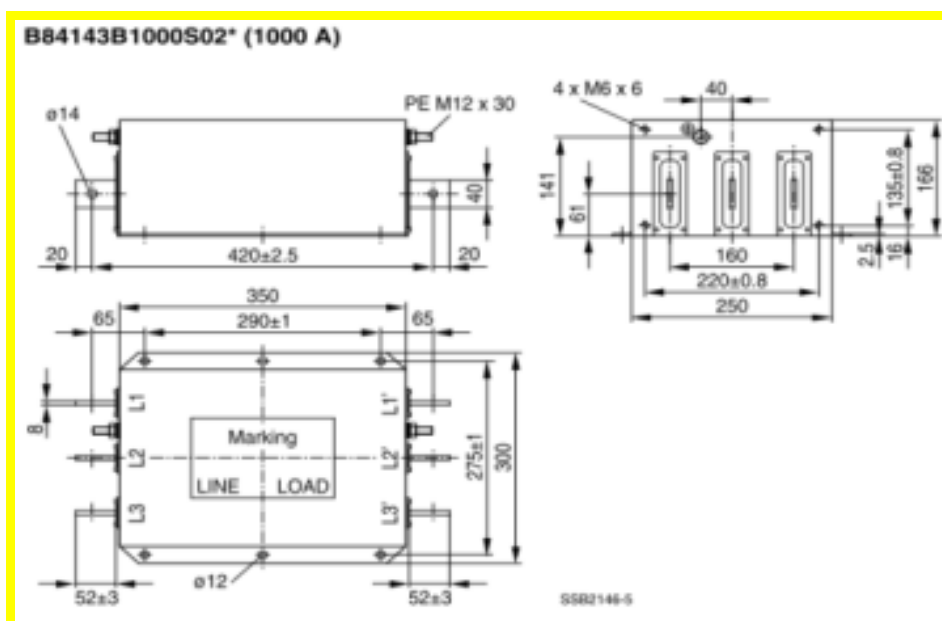 B84143B1000S02* (1000 A)
ø14
PE M12 x 30
40
20
420±2.5
20
4 x M6 x 6
40
141
61
135±0.8
166
2.5
16
160
220±0.8
250
350
65
290±1
65
8
L1
L1'
L2
L2'
L3
L3'
Marking
LINE LOAD
275±1
300
ø12
52±3
52±3
SSB2146-5